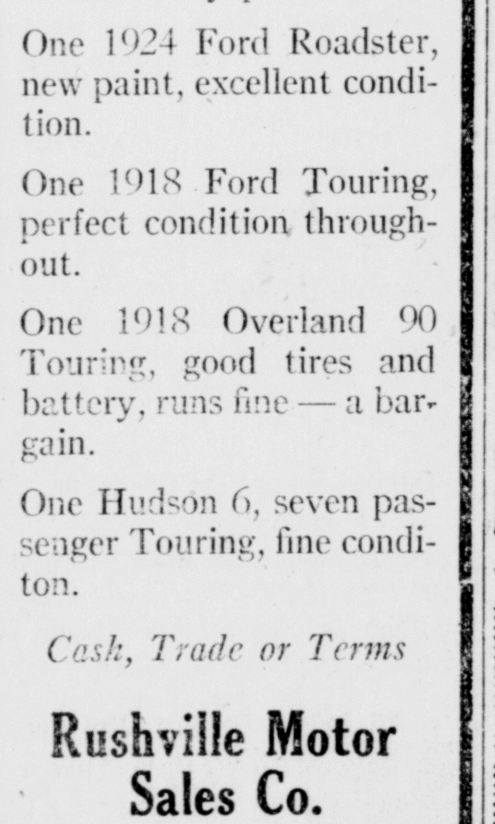 One 1924 Ford Roadster,
new paint, excellent condi-
tion.
One 1918 Ford Touring,
perfect condition through-
out.
One 1918 Overland 90
Touring, good tires and
battery, runs fine — a bar-
gain.
One Hudson 6, seven pas-
senger Touring, fine condi-
ton.
Cash, Trade or Terms
Rushville Motor
Sales Co.